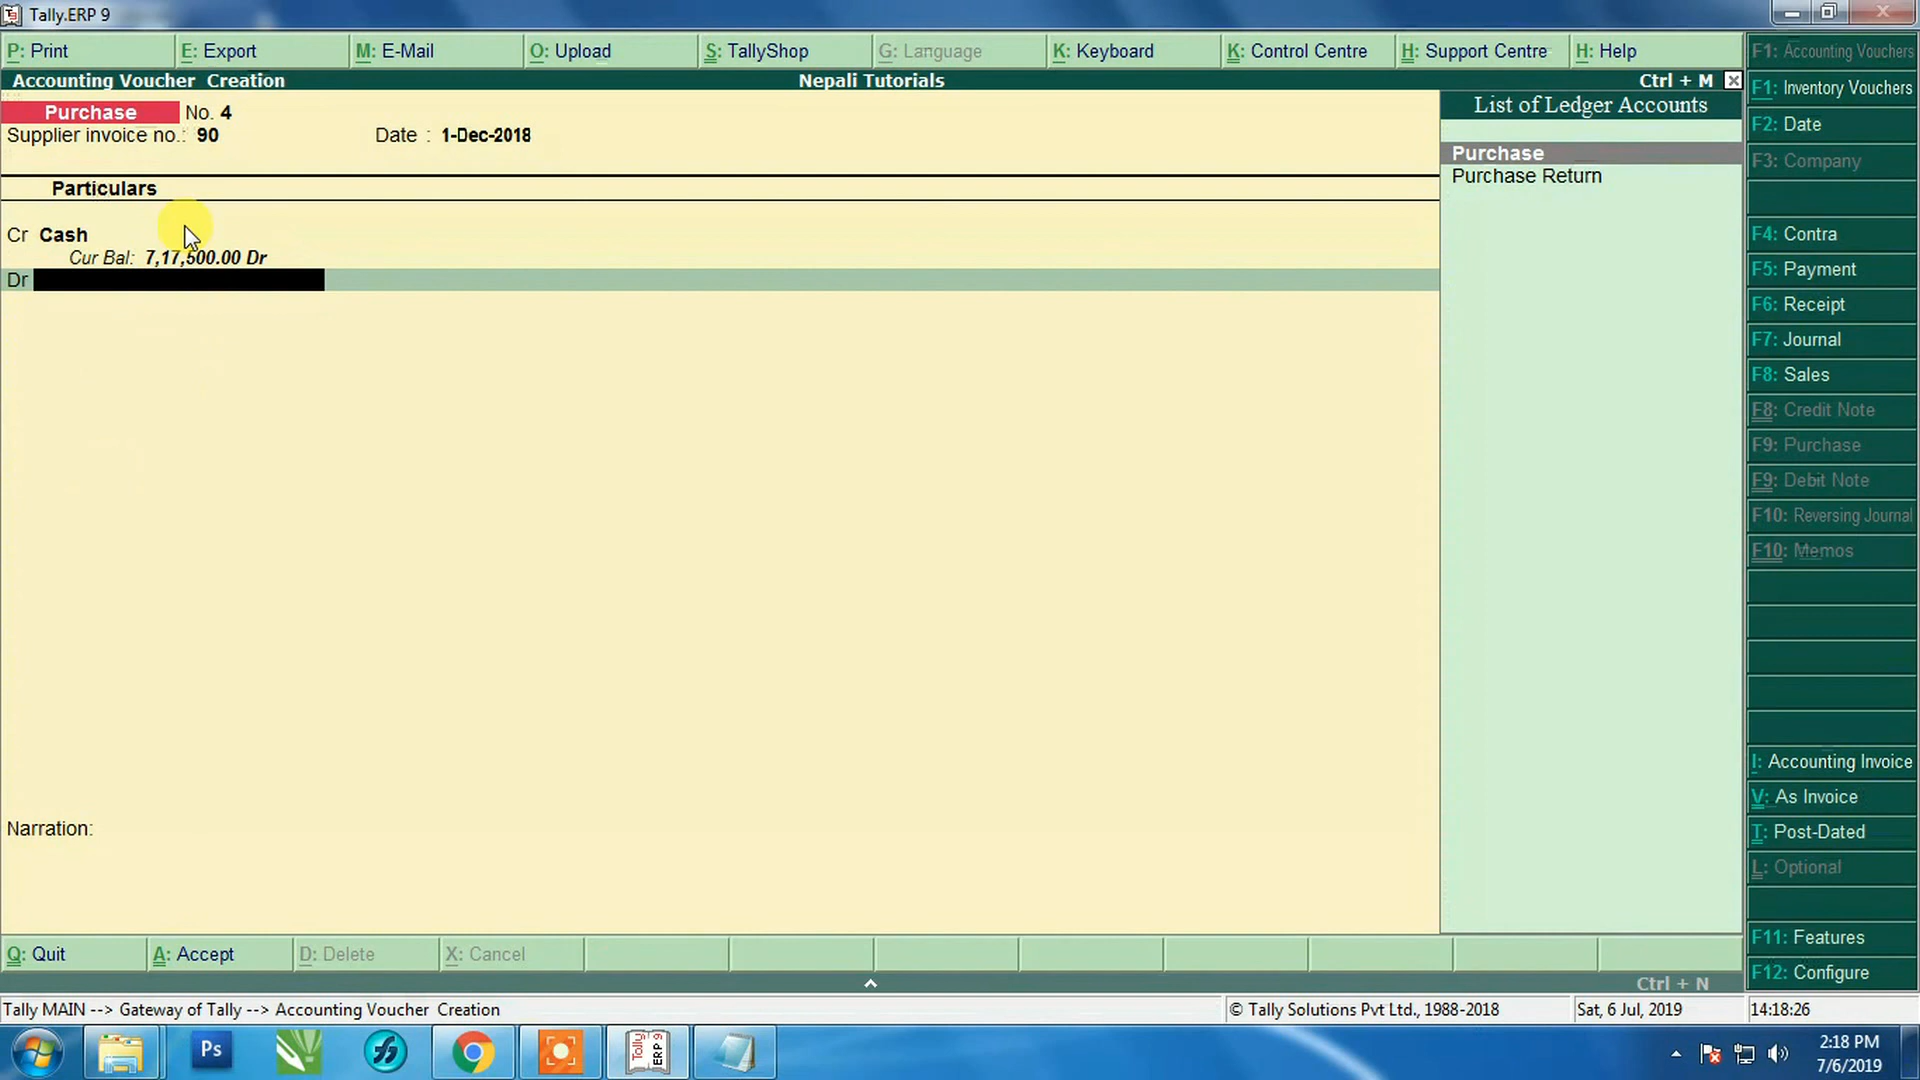 Tally.ERP 9
P: Print
E: Export
M: E-Mail
O: Upload
S: TallyShop
G: Language
K: Keyboard
K: Control Centre
H: Support Centre
H: Help
Accounting Voucher Creation
Nepali Tutorials
Ctrl + M
Purchase No. 4
Supplier invoice no.: 90 Date : 1-Dec-2018
Particulars
Cr Cash
Cur Bal: 7,17,500.00 Dr
Dr
Narration:
List of Ledger Accounts
Purchase
Purchase Return
F1: Accounting Vouchers
F1: Inventory Vouchers
F2: Date
F3: Company
F4: Contra
F5: Payment
F6: Receipt
F7: Journal
F8: Sales
F8: Credit Note
F9: Purchase
F9: Debit Note
F10: Reversing Journal
F10: Memos
I: Accounting Invoice
V: As Invoice
T: Post-Dated
L: Optional
F11: Features
F12: Configure
Q: Quit
A: Accept
D: Delete
X: Cancel
Ctrl + N
Tally MAIN --> Gateway of Tally --> Accounting Voucher Creation
© Tally Solutions Pvt Ltd., 1988-2018
Sat, 6 Jul, 2019
14:18:26
Ps
Tally
ERP 9
2:18 PM
7/6/2019